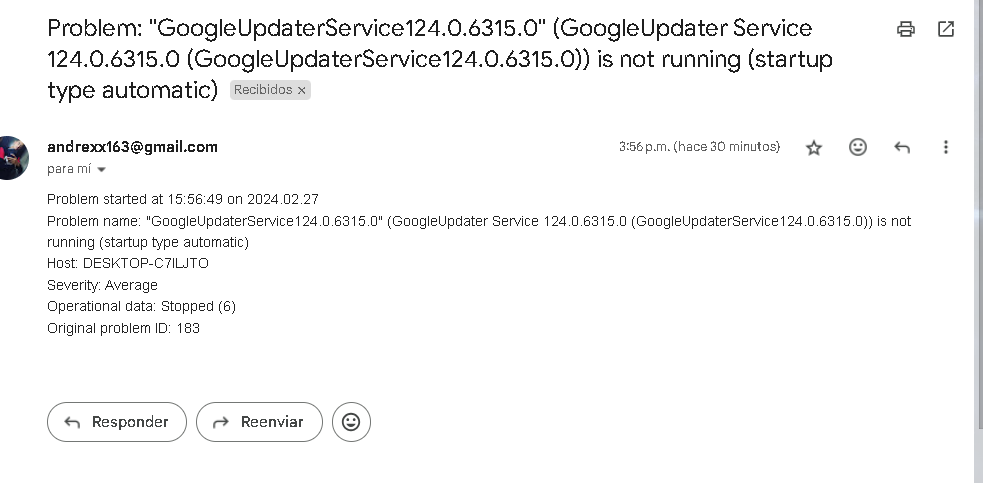 Problem: "GoogleUpdaterService124.0.6315.0" (GoogleUpdater Service
124.0.6315.0 (GoogleUpdaterService124.0.6315.0)) is not running (startup
type automatic) Recibidos ×
andrexx163@gmail.com 3:56 p.m. (hace 30 minutos)
para mí
Problem started at 15:56:49 on 2024.02.27
Problem name: "GoogleUpdaterService124.0.6315.0" (GoogleUpdater Service 124.0.6315.0 (GoogleUpdaterService124.0.6315.0)) is not
running (startup type automatic)
Host: DESKTOP-C7ILJTO
Severity: Average
Operational data: Stopped (6)
Original problem ID: 183
Responder Reenviar